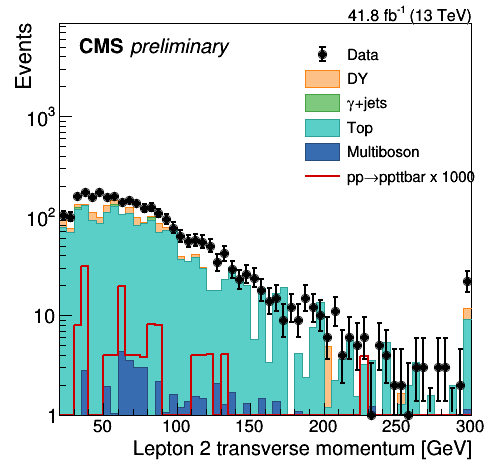 41.8 fb⁻¹ (13 TeV)
CMS preliminary
Events
Data
DY
γ+jets
Top
Multiboson
pp→ppttbar x 1000
10³
10²
10
1
50 100 150 200 250 300
Lepton 2 transverse momentum [GeV]